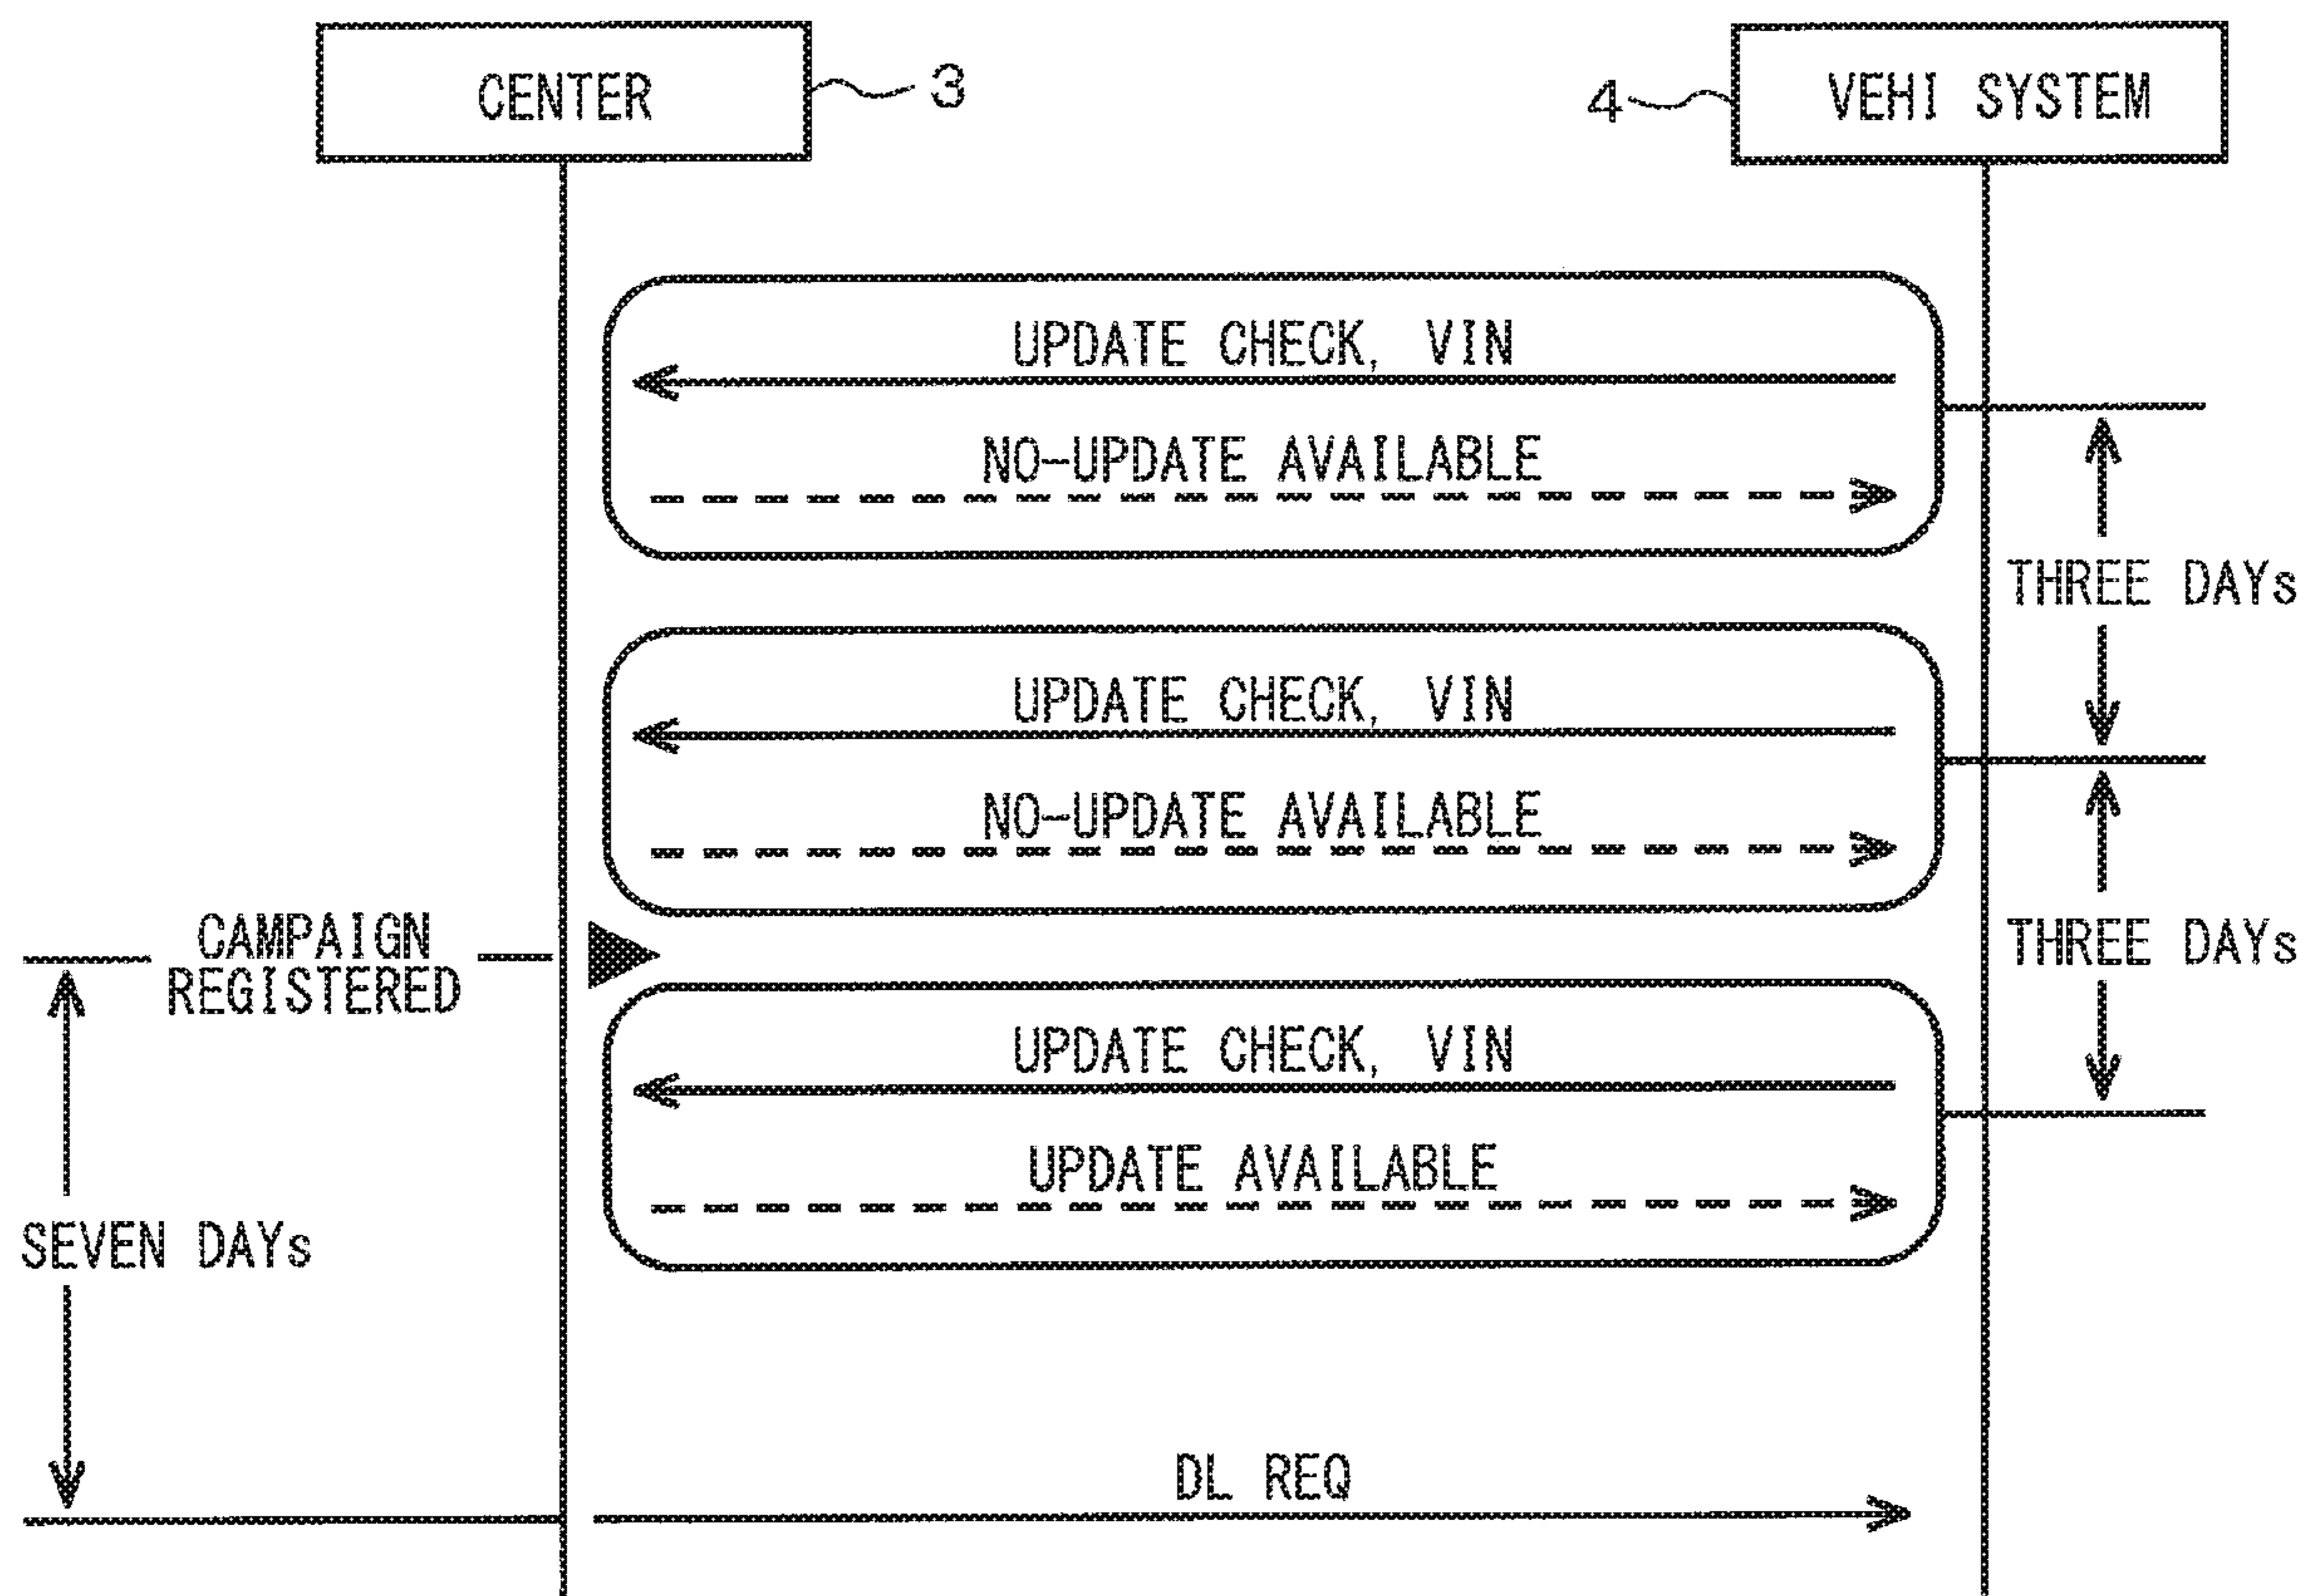 CENTER
3
4
VEHI SYSTEM
UPDATE CHECK, VIN
NO-UPDATE AVAILABLE
THREE DAYs
UPDATE CHECK, VIN
NO-UPDATE AVAILABLE
CAMPAIGN
REGISTERED
THREE DAYs
UPDATE CHECK, VIN
UPDATE AVAILABLE
SEVEN DAYs
DL REQ